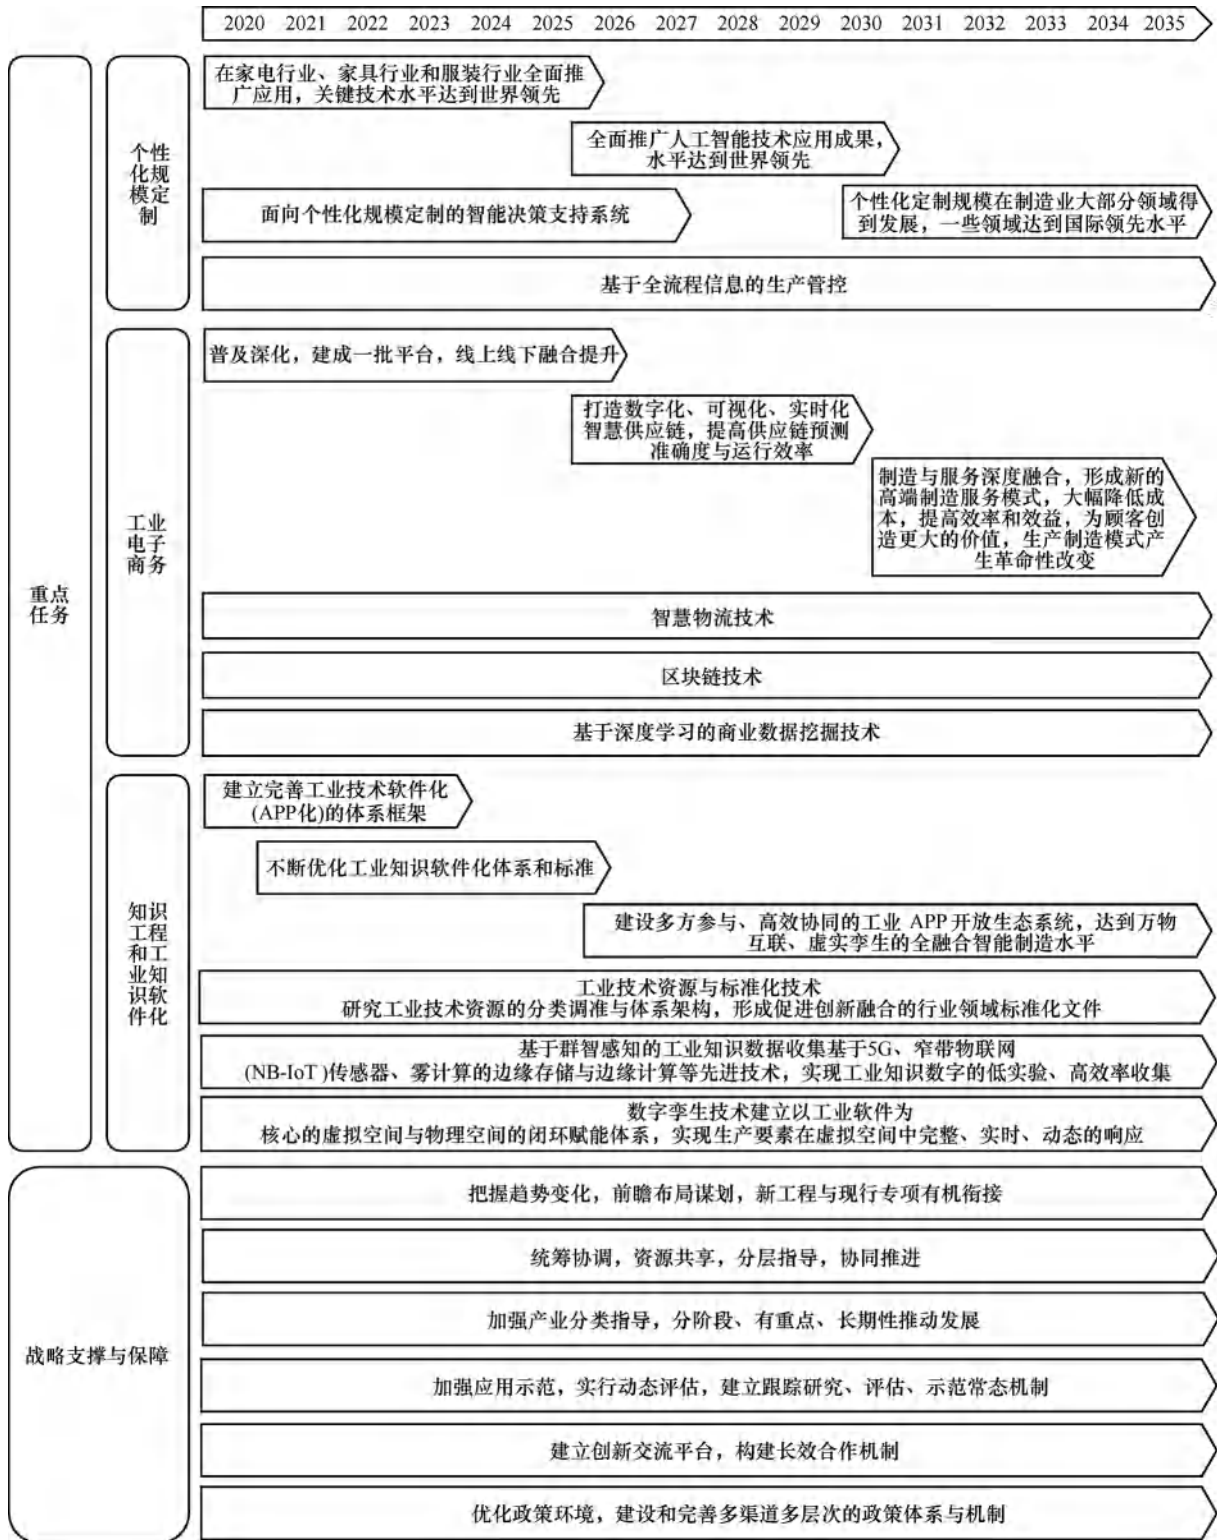 2020 2021 2022 2023 2024 2025 2026 2027 2028 2029 2030 2031 2032 2033 2034 2035
重点
任务
个性
化规
模定
制
在家电行业、家具行业和服装行业全面推
广应用，关键技术水平达到世界领先
全面推广人工智能技术应用成果，
水平达到世界领先
面向个性化规模定制的智能决策支持系统
个性化定制规模在制造业大部分领域得
到发展，一些领域达到国际领先水平
基于全流程信息的生产管控
工业
电子
商务
普及深化，建成一批平台，线上线下融合提升
打造数字化、可视化、实时化
智慧供应链，提高供应链预测
准确度与运行效率
制造与服务深度融合，形成新的
高端制造服务模式，大幅降低成
本，提高效率和效益，为顾客创
造更大的价值，生产制造模式产
生革命性改变
智慧物流技术
区块链技术
基于深度学习的商业数据挖掘技术
知识
工程
和工
业知
识软
件化
建立完善工业技术软件化
(APP化)的体系框架
不断优化工业知识软件化体系和标准
建设多方参与、高效协同的工业 APP 开放生态系统，达到万物
互联、虚实孪生的全融合智能制造水平
工业技术资源与标准化技术
研究工业技术资源的分类调准与体系架构，形成促进创新融合的行业领域标准化文件
基于群智感知的工业知识数据收集基于5G、窄带物联网
(NB-IoT)传感器、雾计算的边缘存储与边缘计算等先进技术，实现工业知识数字的低实验、高效率收集
数字孪生技术建立以工业软件为
核心的虚拟空间与物理空间的闭环赋能体系，实现生产要素在虚拟空间中完整、实时、动态的响应
战略支撑与保障
把握趋势变化，前瞻布局谋划，新工程与现行专项有机衔接
统筹协调，资源共享，分层指导，协同推进
加强产业分类指导，分阶段、有重点、长期性推动发展
加强应用示范，实行动态评估，建立跟踪研究、评估、示范常态机制
建立创新交流平台，构建长效合作机制
优化政策环境，建设和完善多渠道多层次的政策体系与机制